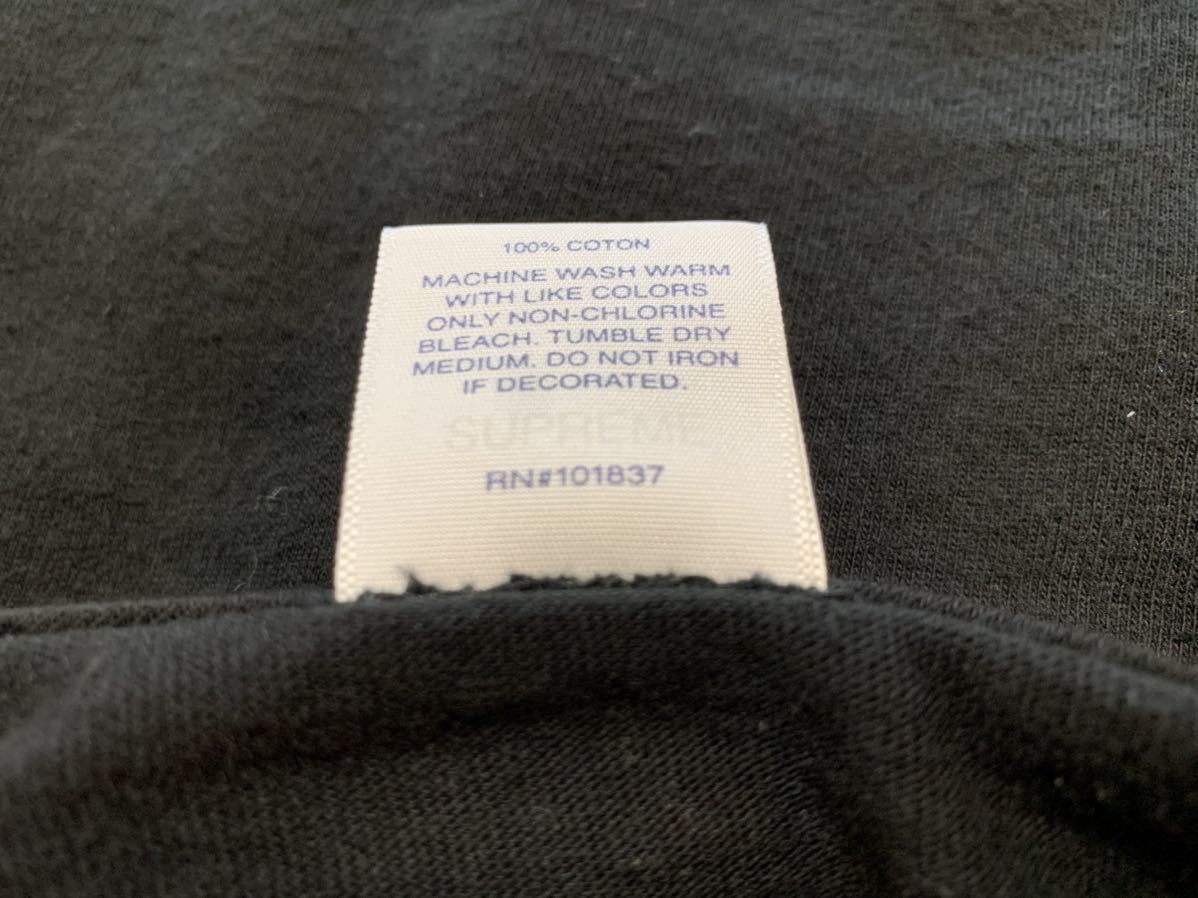 100% COTON
MACHINE WASH WARM
WITH LIKE COLORS
ONLY NON-CHLORINE
BLEACH. TUMBLE DRY
MEDIUM. DO NOT IRON
IF DECORATED.
SUPREME
RN#101837